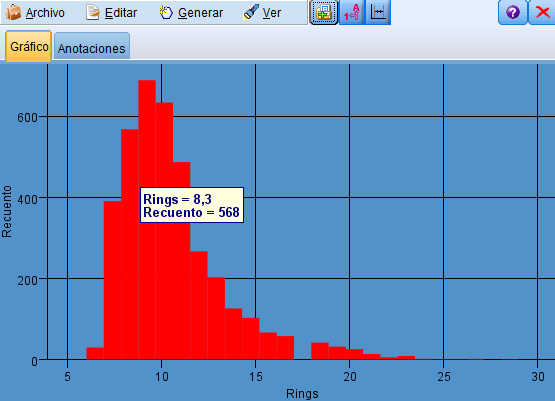 Archivo Editar Generar Ver
Gráfico Anotaciones
600
400
200
0
Recuento
Rings = 8,3
Recuento = 568
5 10 15 20 25 30
Rings